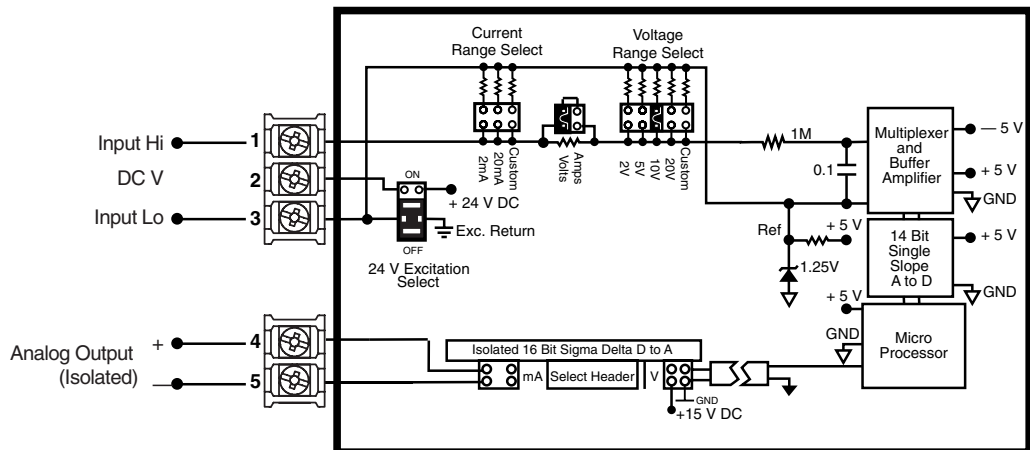 Current
Range Select
Voltage
Range Select
Input Hi
1
2mA
20mA
Custom
Amps
Volts
2V
5V
10V
20V
Custom
1M
0.1
Multiplexer
and
Buffer
Amplifier
— 5 V
+ 5 V
GND
DC V
2
ON
+ 24 V DC
Input Lo
3
Exc. Return
OFF
24 V Excitation
Select
Ref
+ 5 V
1.25V
14 Bit
Single
Slope
A to D
+ 5 V
GND
+ 5 V
GND
Micro
Processor
Analog Output
(Isolated)
+
4
—
5
Isolated 16 Bit Sigma Delta D to A
mA
Select Header
V
GND
+15 V DC